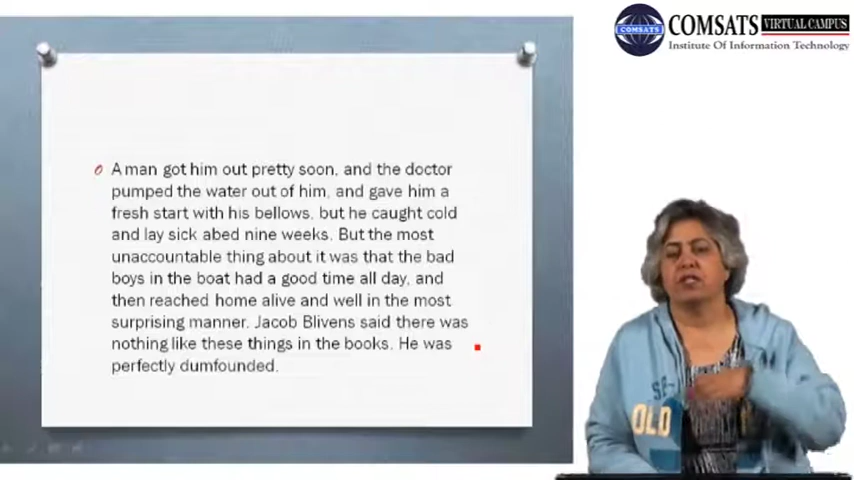 COMSATS VIRTUAL CAMPUS
COMSATS
Institute Of Information Technology
A man got him out pretty soon, and the doctor
pumped the water out of him, and gave him a
fresh start with his bellows, but he caught cold
and lay sick abed nine weeks. But the most
unaccountable thing about it was that the bad
boys in the boat had a good time all day, and
then reached home alive and well in the most
surprising manner. Jacob Blivens said there was
nothing like these things in the books. He was
perfectly dumfounded.
OLD